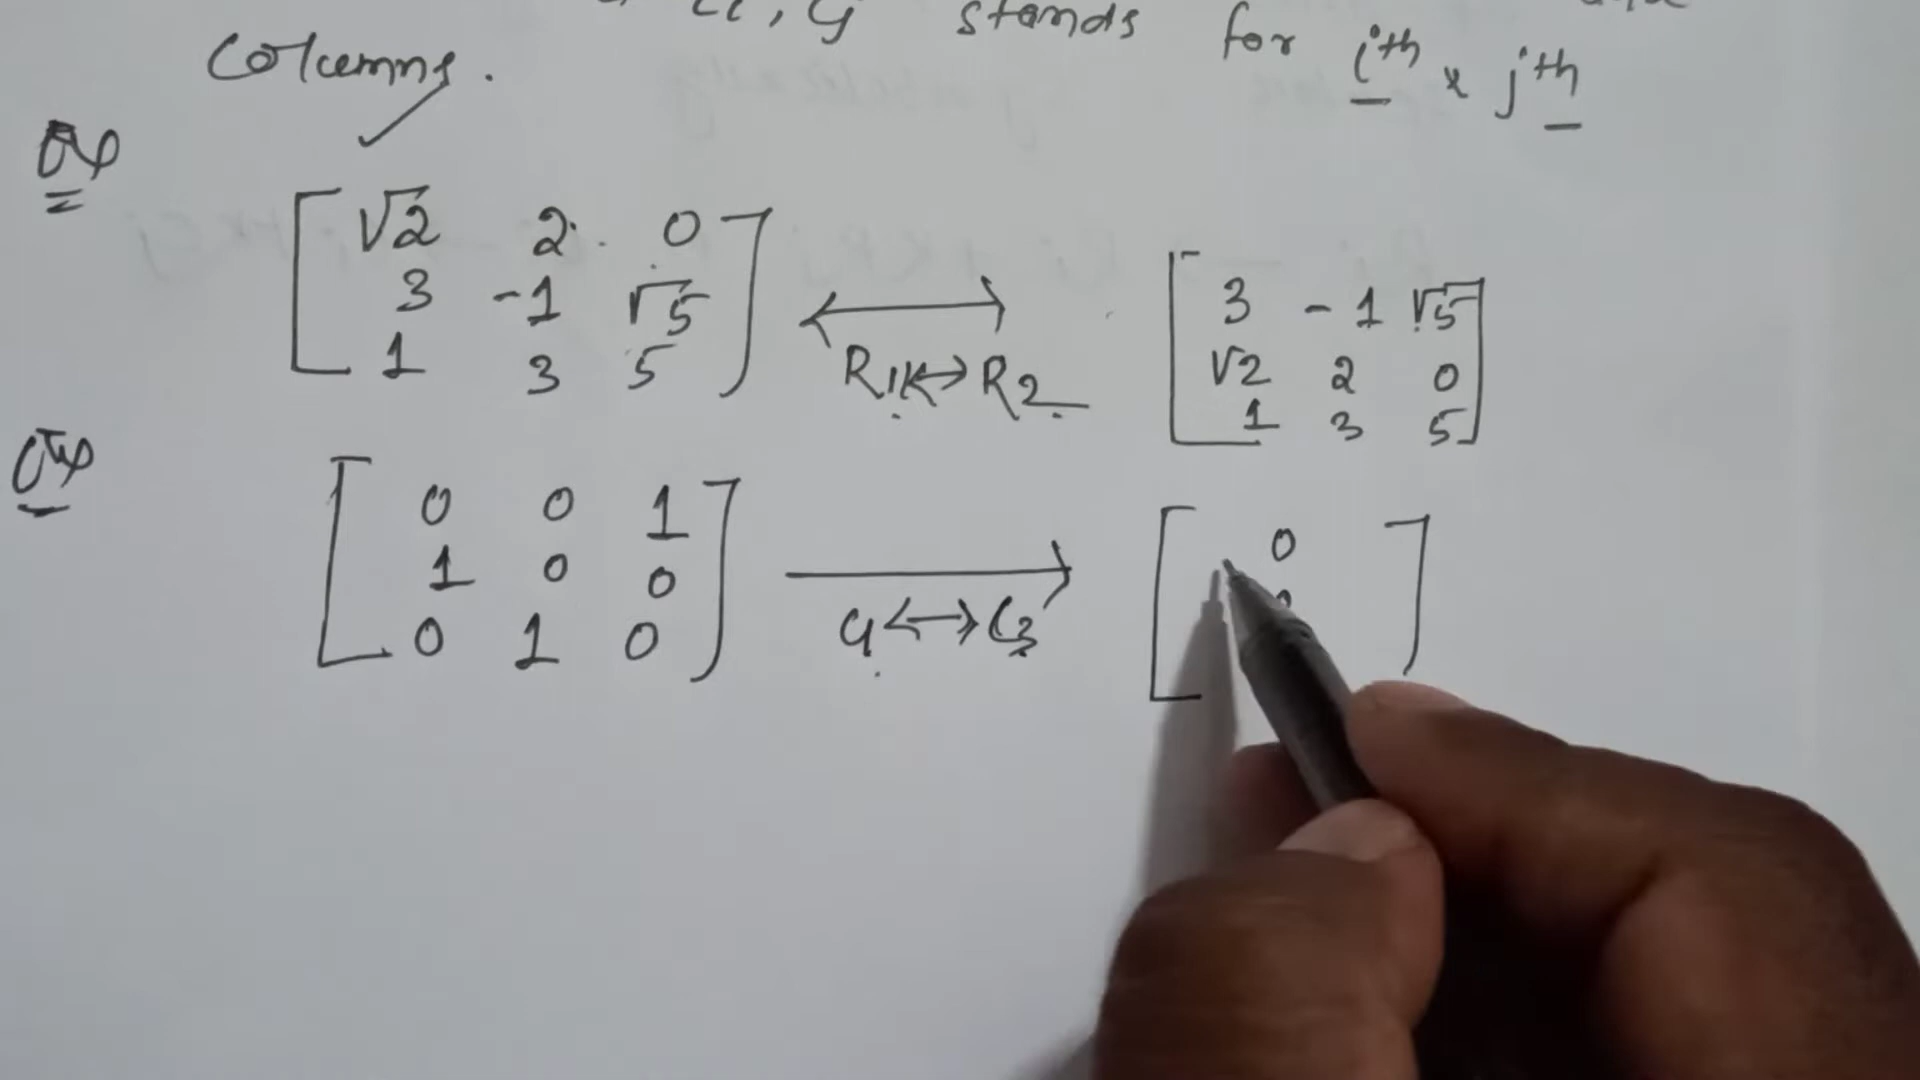 stands for iᵗʰ x jᵗʰ
Columns.
Ex
[ √2 2 0 ] [ 3 -1 √5 ]
[ 3 -1 √5 ] ⟷ [ √2 2 0 ]
[ 1 3 5 ] R1 ↔ R2 [ 1 3 5 ]
Ex
[ 0 0 1 ] [ 0 ]
[ 1 0 0 ] →
[ 0 1 0 ] C1 ↔ C3